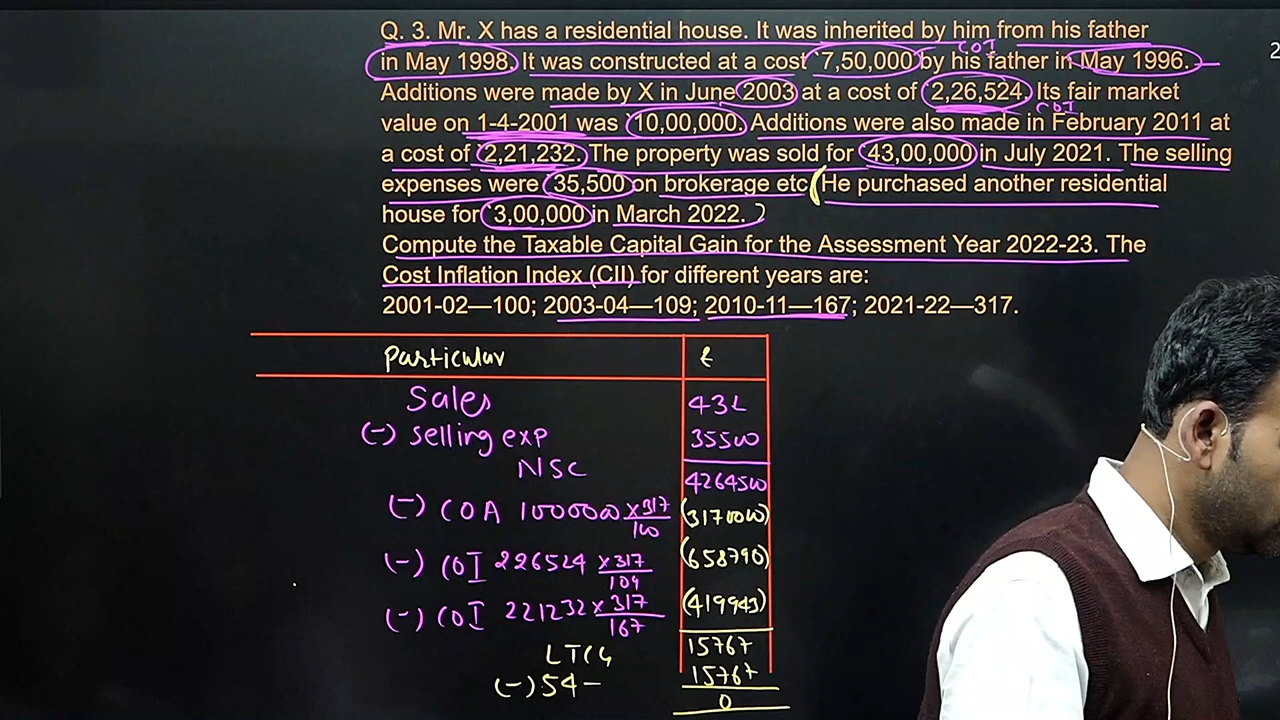 Q. 3. Mr. X has a residential house. It was inherited by him from his father
in May 1998. It was constructed at a cost `7,50,000 by his father in May 1996.
COI
Additions were made by X in June 2003 at a cost of `2,26,524. Its fair market
COI
value on 1-4-2001 was `10,00,000. Additions were also made in February 2011 at
a cost of `2,21,232. The property was sold for `43,00,000 in July 2021. The selling
expenses were `35,500 on brokerage etc. (He purchased another residential
house for `3,00,000 in March 2022. )
Compute the Taxable Capital Gain for the Assessment Year 2022-23. The
Cost Inflation Index (CII) for different years are:
2001-02—100; 2003-04—109; 2010-11—167; 2021-22—317.
2
Particular ₹
Sales 43L
(-) Selling exp 35500
NSC 4264500
(-) COA 1000000 × 317/100 (3170000)
(-) COI 226524 × 317/109 (658790)
(-) COI 221232 × 317/167 (419943)
LTCG 15767
(-) 54 - 15767
0